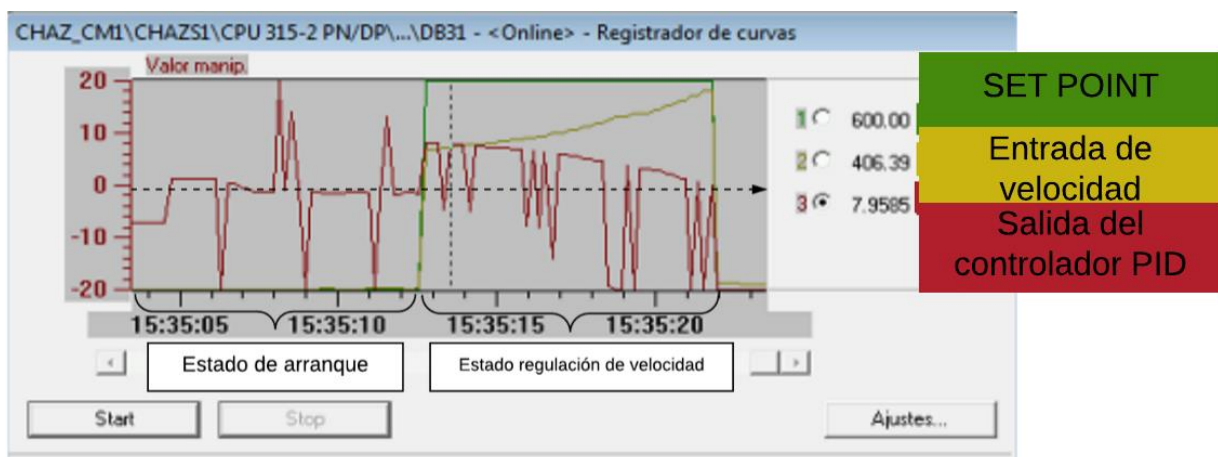 CHAZ_CM1\CHAZS1\CPU 315-2 PN/DP\...\DB31 - <Online> - Registrador de curvas
Valor manip.
20
10
0
-10
-20
15:35:05 15:35:10 15:35:15 15:35:20
1 600.00
2 406.39
3 7.9585
SET POINT
Entrada de
velocidad
Salida del
controlador PID
Estado de arranque
Estado regulación de velocidad
Start
Stop
Ajustes...